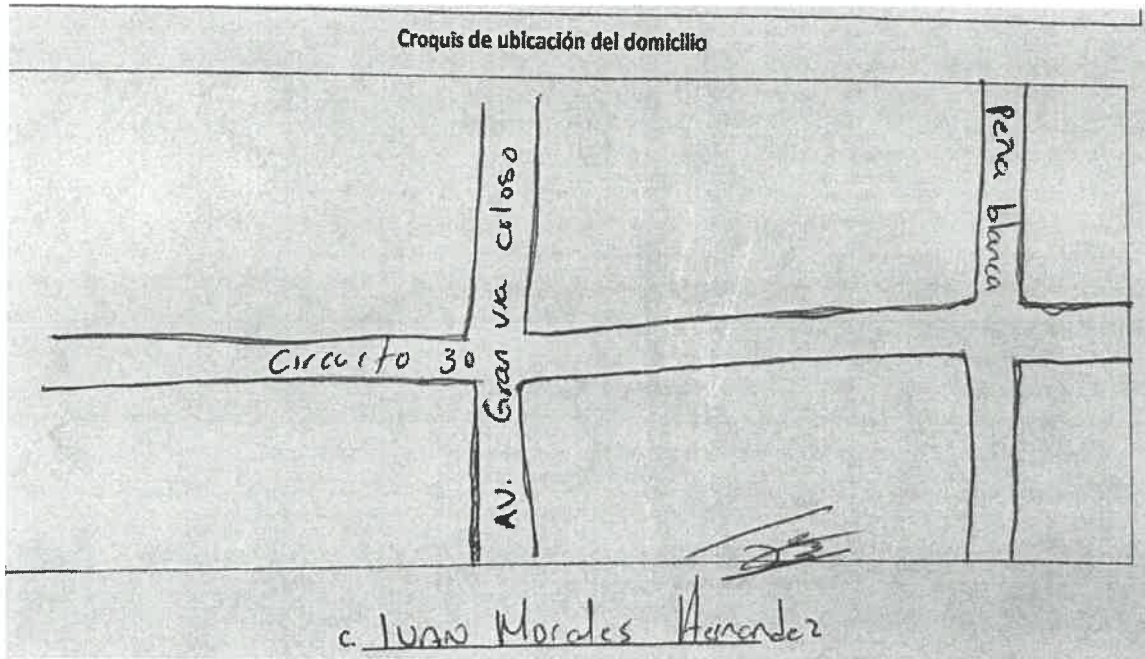 Croquis de ubicación del domicilio
Peña blanca
AV. Gran via coloso
Circuito 30
c. JUAN Morales Hernandez